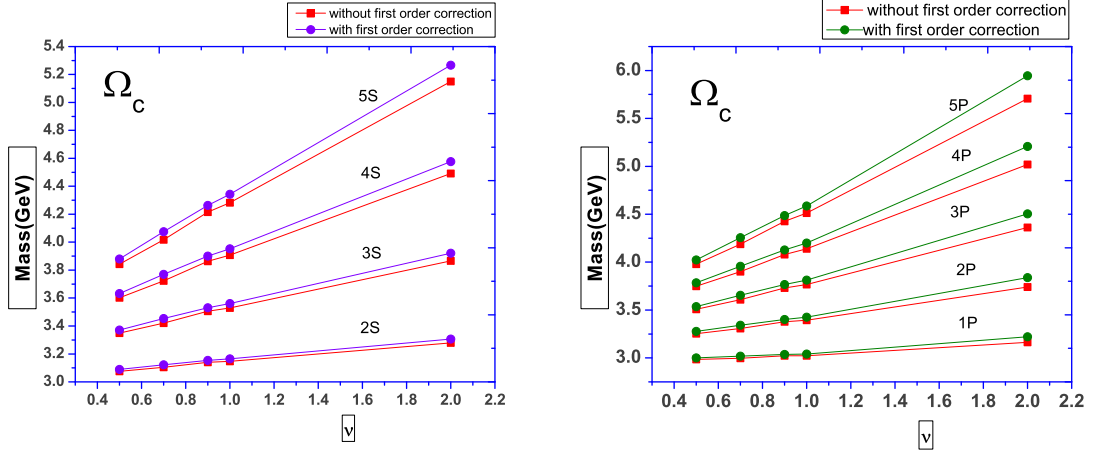 without first order correction
with first order correction
5.4
5.2
5.0
4.8
4.6
4.4
4.2
4.0
3.8
3.6
3.4
3.2
3.0
Mass(GeV)
Ωc
5S
4S
3S
2S
0.4 0.6 0.8 1.0 1.2 1.4 1.6 1.8 2.0 2.2
ν
without first order correction
with first order correction
6.0
5.5
5.0
4.5
4.0
3.5
3.0
Mass(GeV)
Ωc
5P
4P
3P
2P
1P
0.4 0.6 0.8 1.0 1.2 1.4 1.6 1.8 2.0 2.2
ν